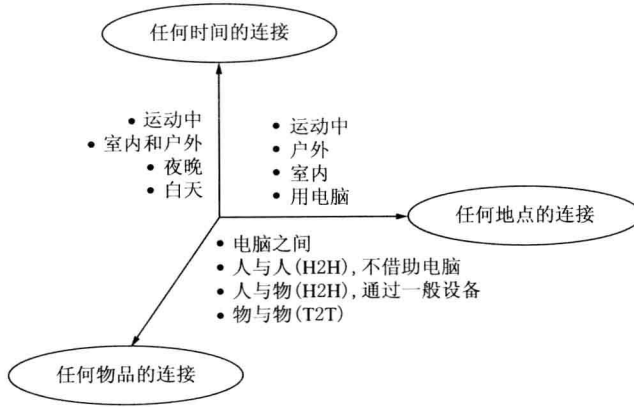 任何时间的连接
• 运动中
• 室内和户外
• 夜晚
• 白天
• 运动中
• 户外
• 室内
• 用电脑
任何地点的连接
• 电脑之间
• 人与人(H2H),不借助电脑
• 人与物(H2H),通过一般设备
• 物与物(T2T)
任何物品的连接